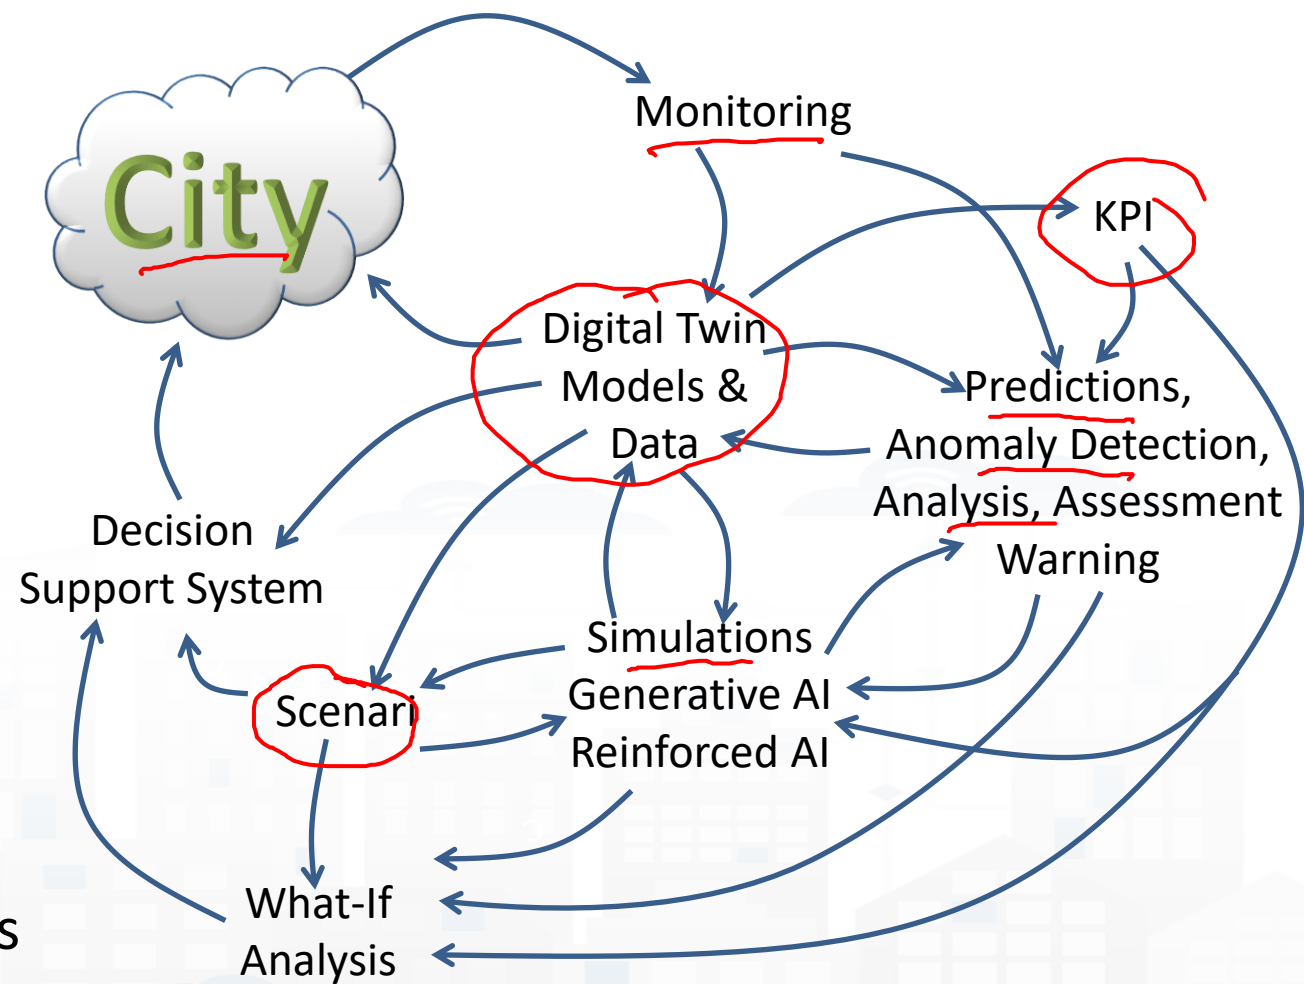 Monitoring
City
KPI
Digital Twin
Models &
Data
Predictions,
Anomaly Detection,
Analysis, Assessment
Warning
Decision
Support System
Simulations
Generative AI
Reinforced AI
Scenari
What-If
Analysis
s